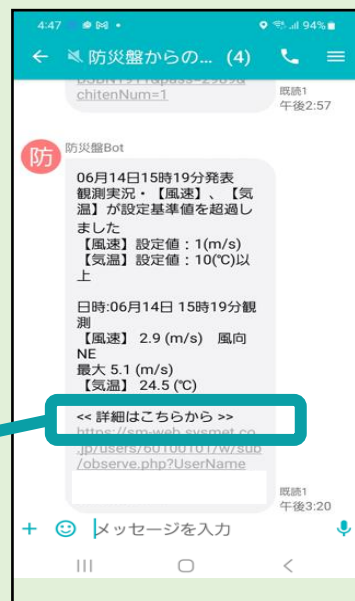 4:47
94%
防災盤からの... (4)
chitenNum=1
既読1
午後2:57
防
防災盤Bot
06月14日15時19分発表
観測実況・【風速】、【気
温】が設定基準値を超過し
ました
【風速】設定値:1(m/s)
【気温】設定値:10(℃)以
上
日時:06月14日 15時19分観
測
【風速】 2.9 (m/s) 風向
NE
最大 5.1 (m/s)
【気温】 24.5 (℃)
<< 詳細はこちらから >>
https://sm-web.sysmet.co
.jp/users/60100101/w/sub
/observe.php?UserName
既読1
午後3:20
メッセージを入力